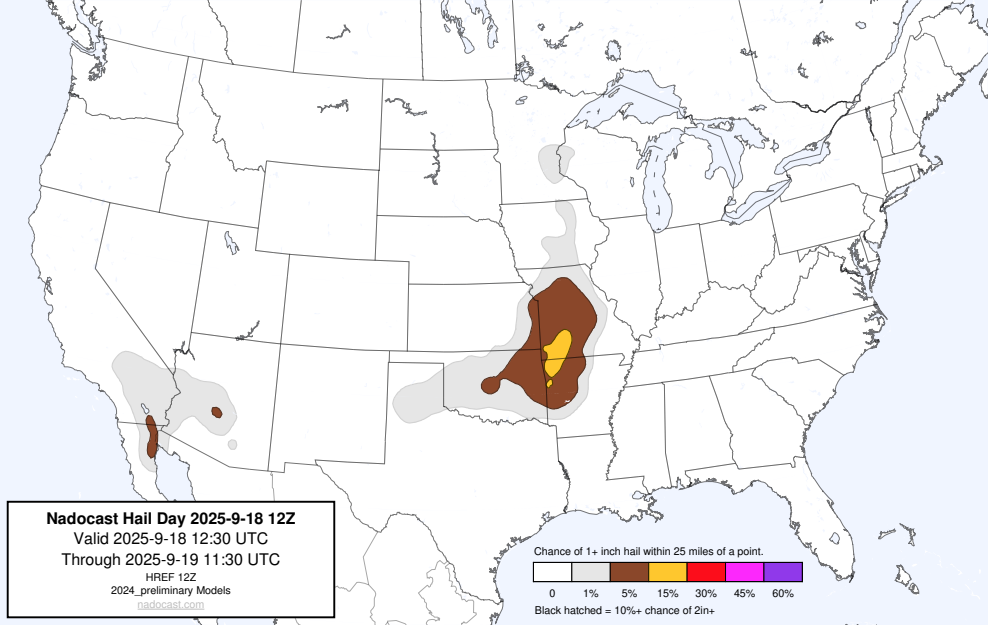 Nadocast Hail Day 2025-9-18 12Z
Valid 2025-9-18 12:30 UTC
Through 2025-9-19 11:30 UTC
HREF 12Z
2024_preliminary Models
nadocast.com
Chance of 1+ inch hail within 25 miles of a point.
0 1% 5% 15% 30% 45% 60%
Black hatched = 10%+ chance of 2in+